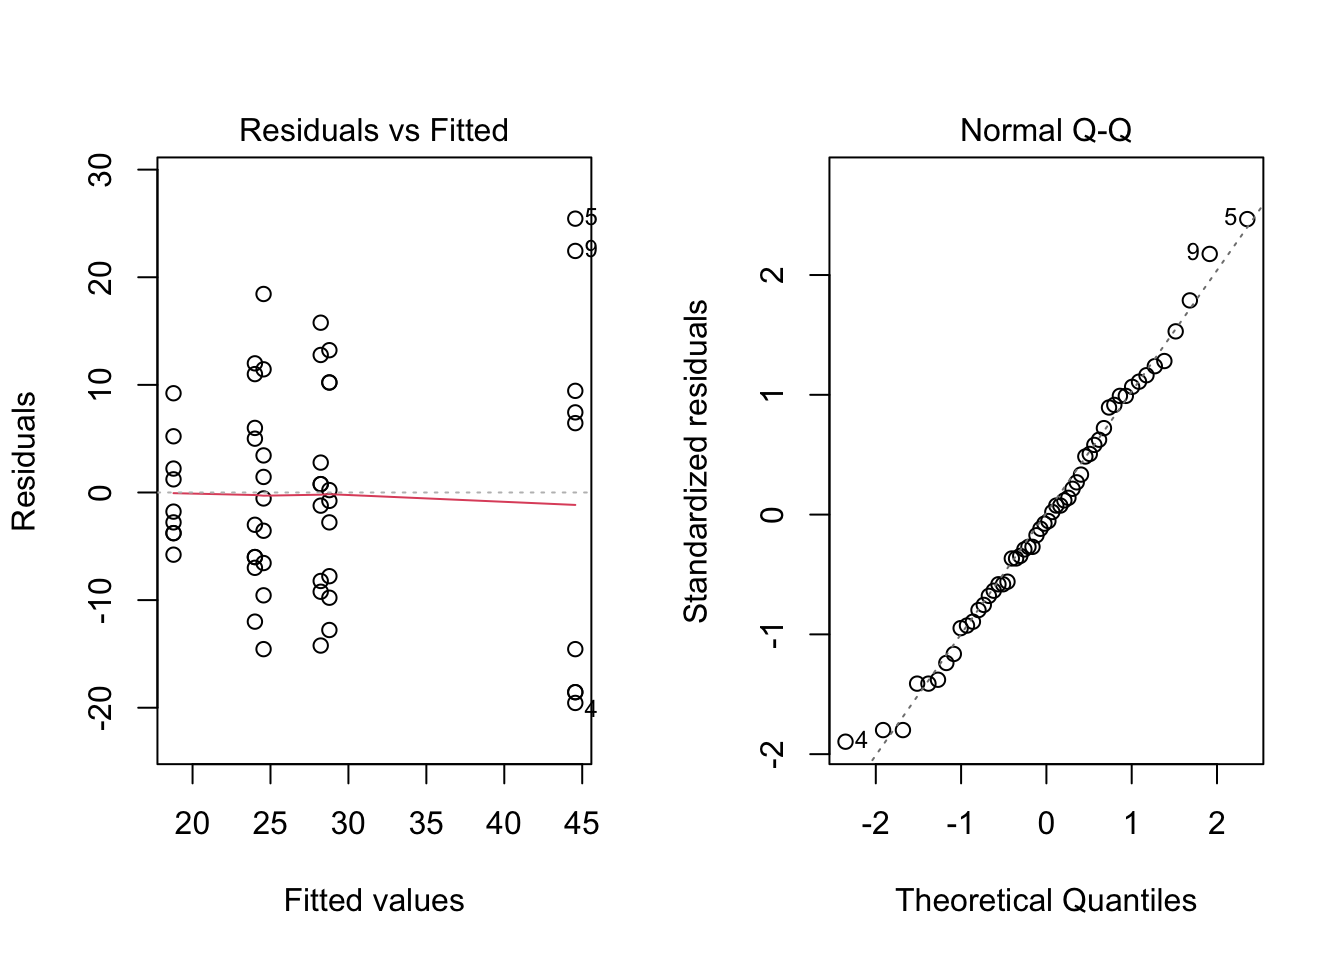 Residuals vs Fitted
30
20
10
0
-10
-20
Residuals
5
9
4
20 25 30 35 40 45
Fitted values
Normal Q-Q
2
1
0
-1
-2
Standardized residuals
5
9
4
-2 -1 0 1 2
Theoretical Quantiles